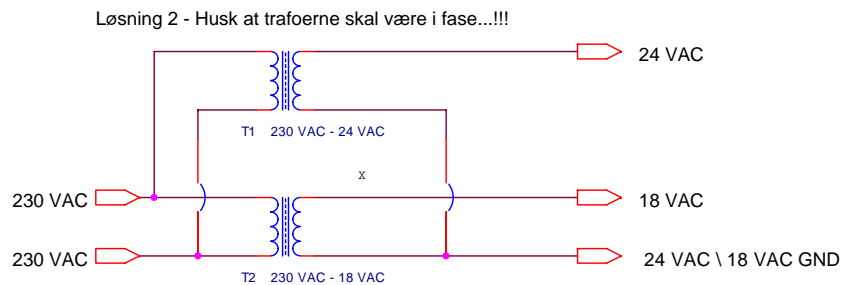 Løsning 2 - Husk at trafoerne skal være i fase...!!!
24 VAC
T1 230 VAC - 24 VAC
x
230 VAC
18 VAC
230 VAC
24 VAC \ 18 VAC GND
T2 230 VAC - 18 VAC